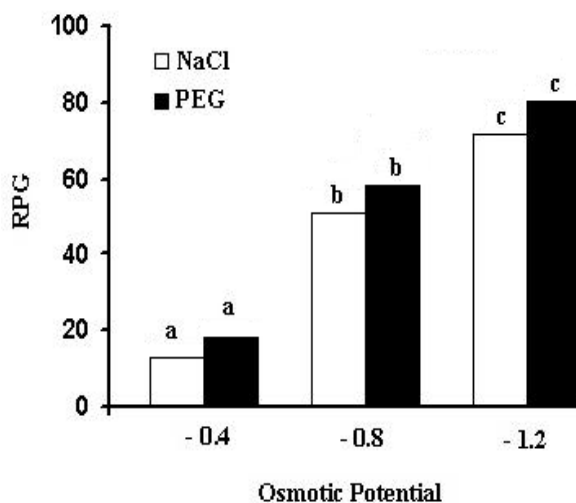 100
NaCl
PEG
80
c
c
RPG
60
b
b
40
20
a
a
0
- 0.4
- 0.8
- 1.2
Osmotic Potential